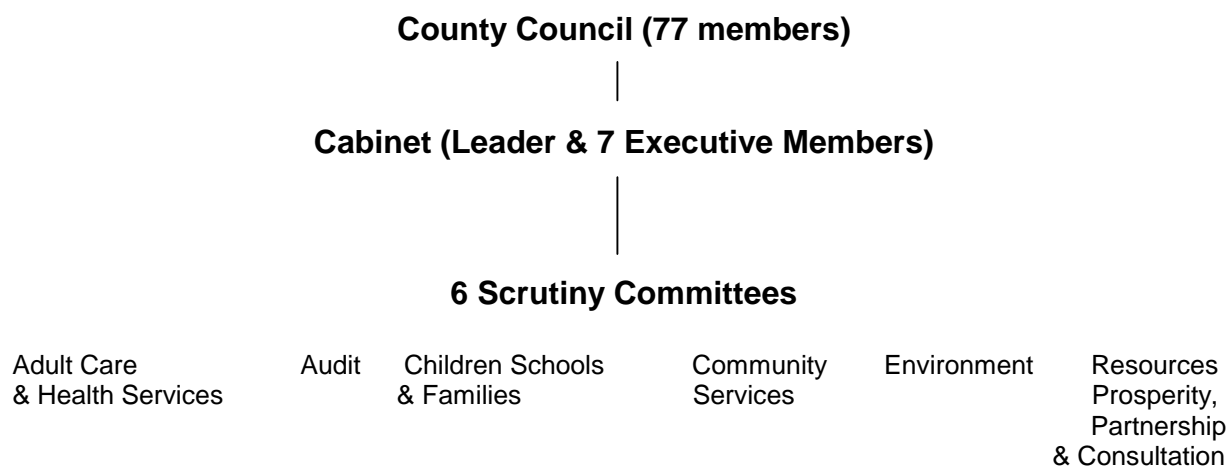 County Council (77 members)
Cabinet (Leader & 7 Executive Members)
6 Scrutiny Committees
Adult Care
& Health Services
Audit
Children Schools
& Families
Community
Services
Environment
Resources
Prosperity,
Partnership
& Consultation